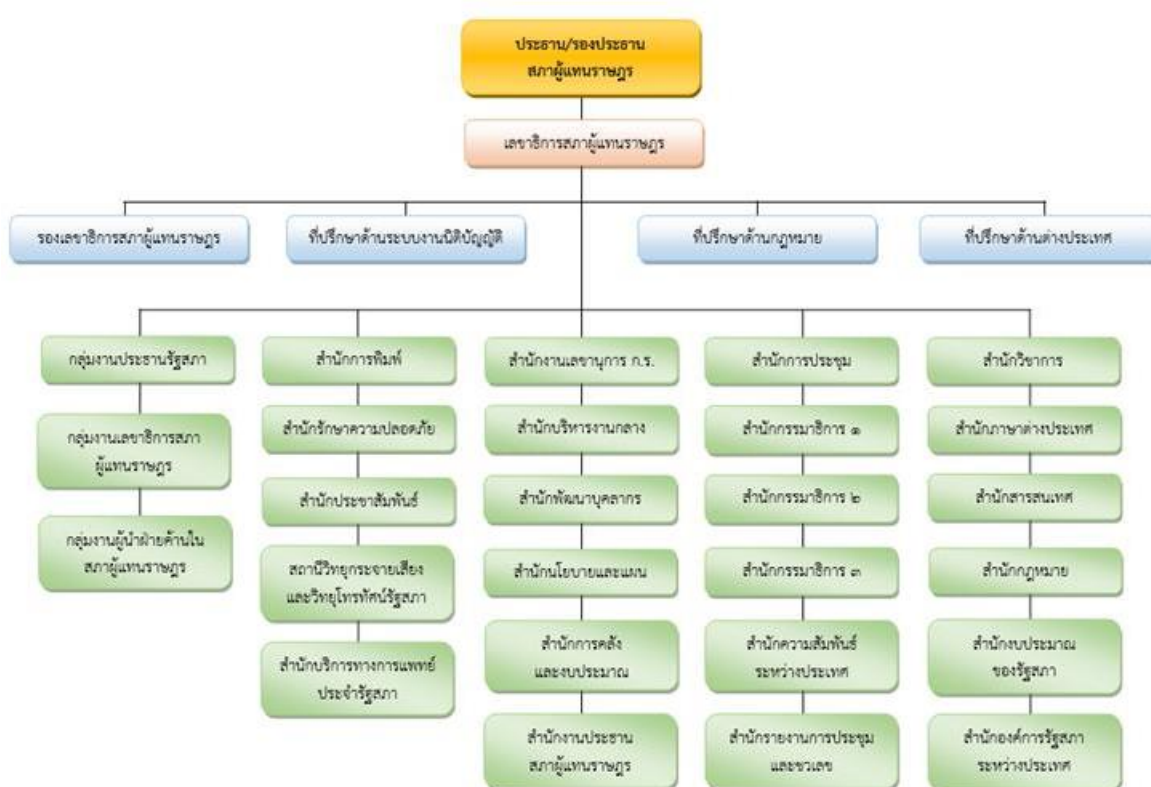 ประธาน/รองประธาน
สภาผู้แทนราษฎร
เลขาธิการสภาผู้แทนราษฎร
รองเลขาธิการสภาผู้แทนราษฎร
ที่ปรึกษาด้านระบบงานนิติบัญญัติ
ที่ปรึกษาด้านกฎหมาย
ที่ปรึกษาด้านต่างประเทศ
กลุ่มงานประธานรัฐสภา
กลุ่มงานเลขาธิการสภา
ผู้แทนราษฎร
กลุ่มงานผู้นำฝ่ายค้านใน
สภาผู้แทนราษฎร
สำนักการพิมพ์
สำนักรักษาความปลอดภัย
สำนักประชาสัมพันธ์
สถานีวิทยุกระจายเสียง
และวิทยุโทรทัศน์รัฐสภา
สำนักบริการทางการแพทย์
ประจำรัฐสภา
สำนักงานเลขานุการ ก.ร.
สำนักบริหารงานกลาง
สำนักพัฒนาบุคลากร
สำนักนโยบายและแผน
สำนักการคลัง
และงบประมาณ
สำนักงานประธาน
สภาผู้แทนราษฎร
สำนักการประชุม
สำนักกรรมาธิการ ๑
สำนักกรรมาธิการ ๒
สำนักกรรมาธิการ ๓
สำนักความสัมพันธ์
ระหว่างประเทศ
สำนักรายงานการประชุม
และชวเลข
สำนักวิชาการ
สำนักภาษาต่างประเทศ
สำนักสารสนเทศ
สำนักกฎหมาย
สำนักงบประมาณ
ของรัฐสภา
สำนักองค์การรัฐสภา
ระหว่างประเทศ